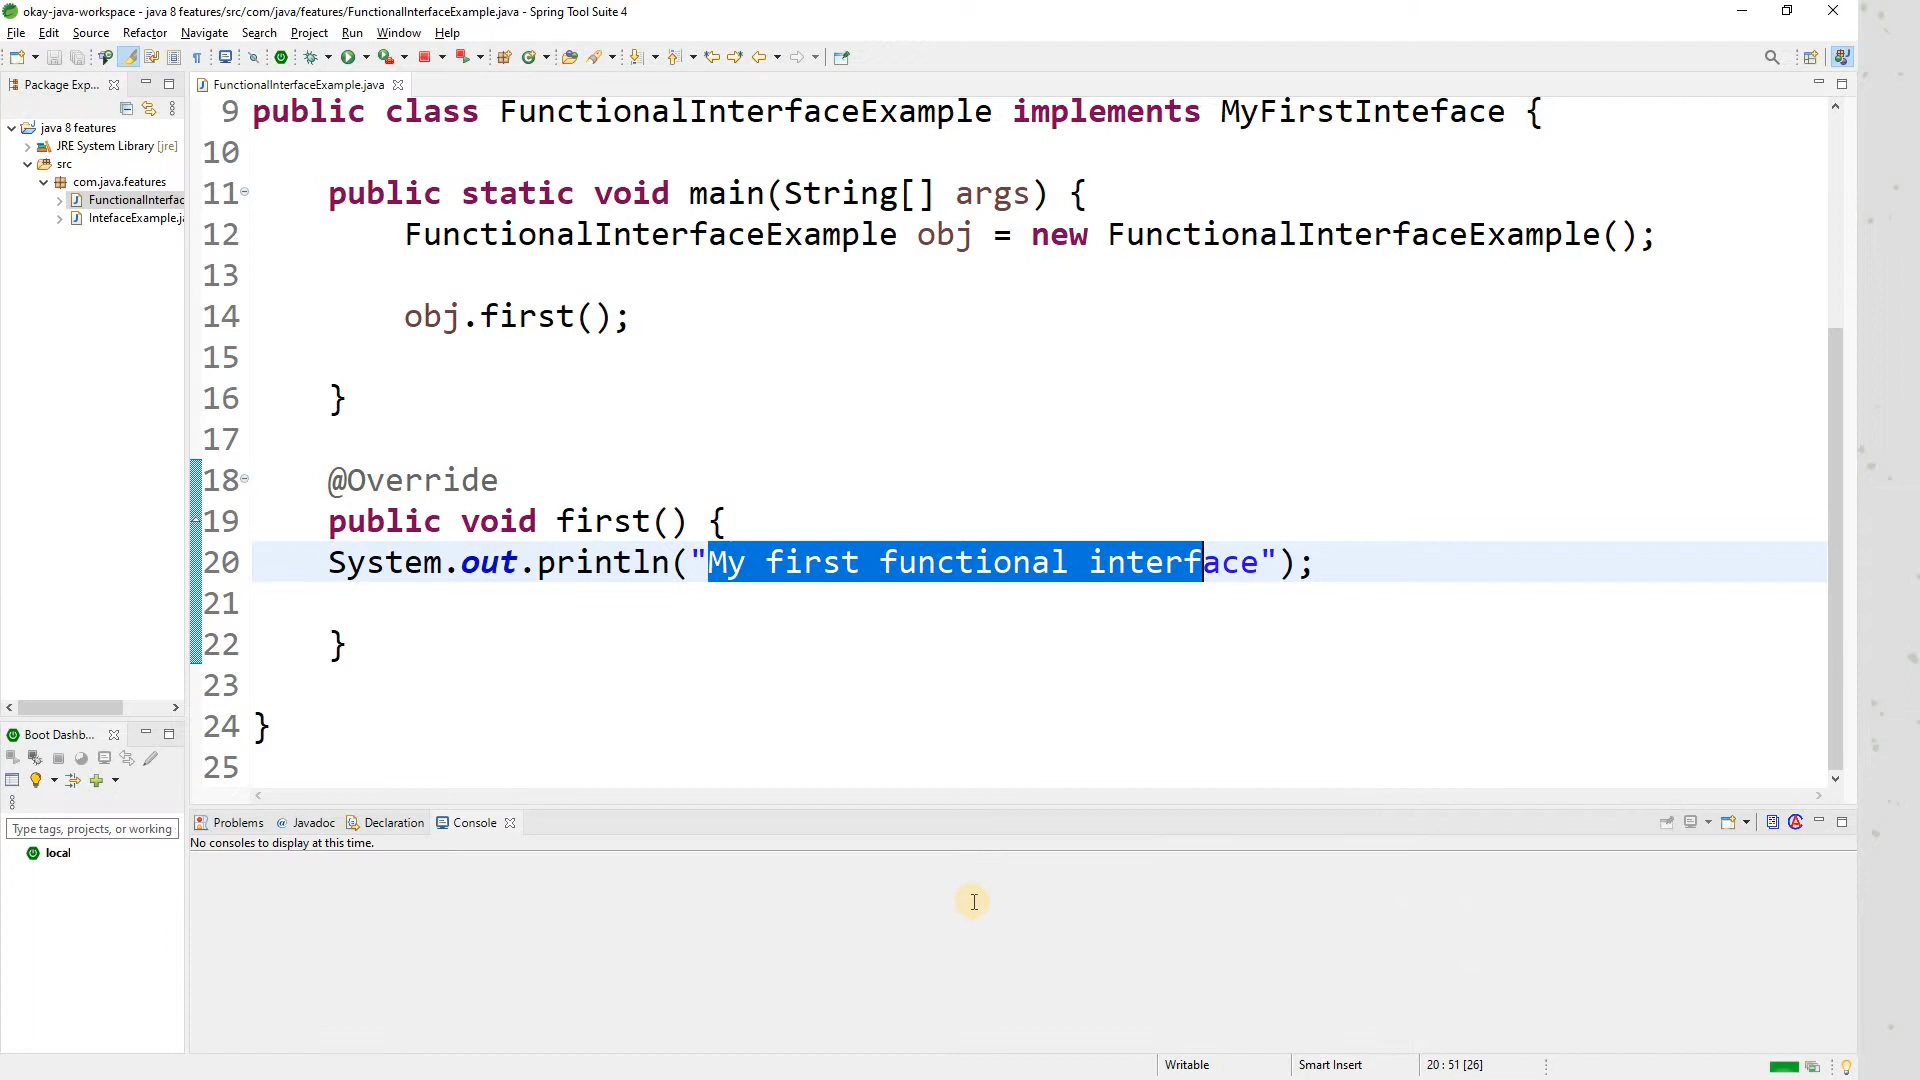 okay-java-workspace - java 8 features/src/com/java/features/FunctionalInterfaceExample.java - Spring Tool Suite 4
File Edit Source Refactor Navigate Search Project Run Window Help
Package Exp...
FunctionalInterfaceExample.java
java 8 features
JRE System Library [jre]
src
com.java.features
FunctionalInterfac
IntefaceExample.ja
9 public class FunctionalInterfaceExample implements MyFirstInteface {
10
11 public static void main(String[] args) {
12 FunctionalInterfaceExample obj = new FunctionalInterfaceExample();
13
14 obj.first();
15
16 }
17
18 @Override
19 public void first() {
20 System.out.println("My first functional interface");
21
22 }
23
24 }
25
Boot Dashb...
Type tags, projects, or working
local
Problems @ Javadoc Declaration Console
No consoles to display at this time.
Writable Smart Insert 20 : 51 [26]